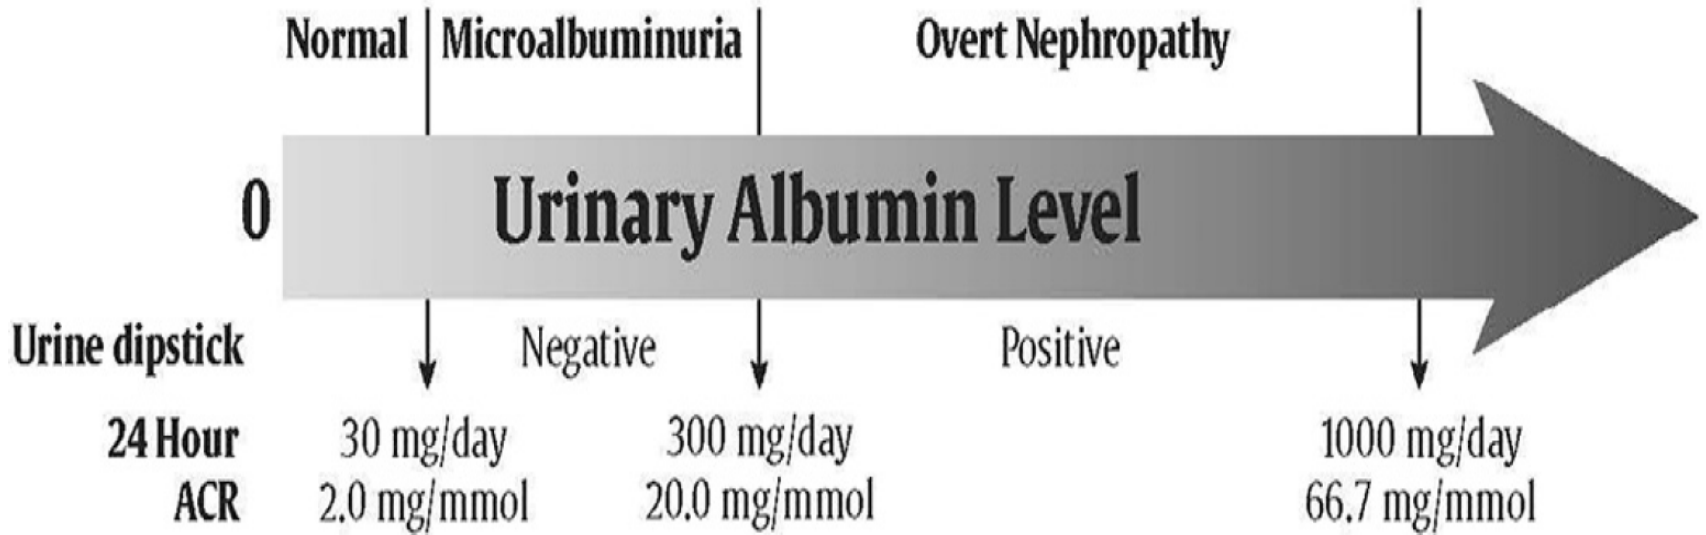 Normal Microalbuminuria Overt Nephropathy
0 Urinary Albumin Level
Urine dipstick Negative Positive
24 Hour 30 mg/day 300 mg/day 1000 mg/day
ACR 2.0 mg/mmol 20.0 mg/mmol 66.7 mg/mmol